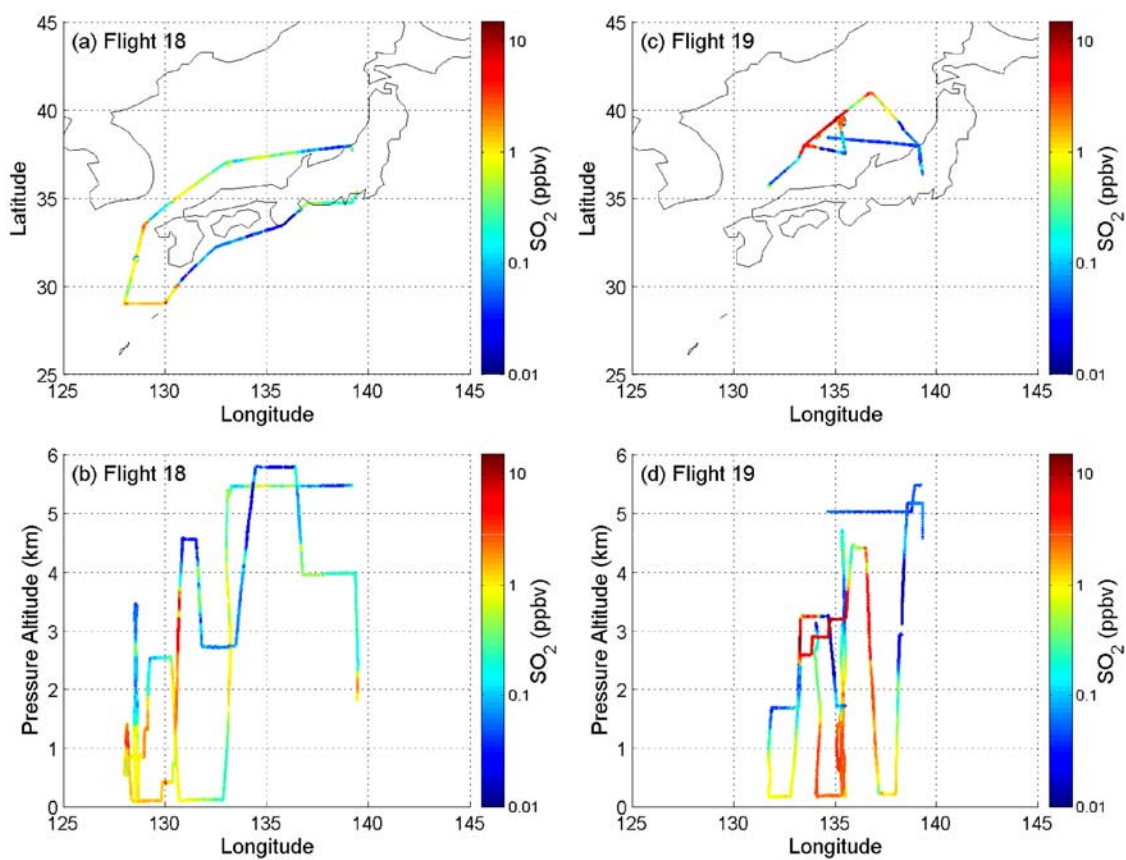 (a) Flight 18
45
40
35
30
25
Latitude
125 130 135 140 145
Longitude
10
1
0.1
0.01
SO2 (ppbv)
(c) Flight 19
45
40
35
30
25
Latitude
125 130 135 140 145
Longitude
10
1
0.1
0.01
SO2 (ppbv)
(b) Flight 18
6
5
4
3
2
1
0
Pressure Altitude (km)
125 130 135 140 145
Longitude
10
1
0.1
0.01
SO2 (ppbv)
(d) Flight 19
6
5
4
3
2
1
0
Pressure Altitude (km)
125 130 135 140 145
Longitude
10
1
0.1
0.01
SO2 (ppbv)